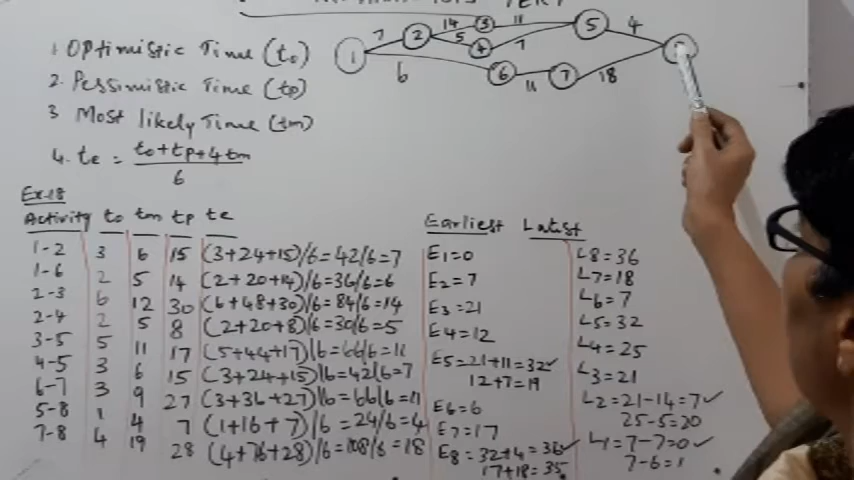 PERT
1 Optimistic Time (to)
2. Pessimistic Time (tp)
3 Most likely Time (tm)
4. te = to+tp+4tm
6
1 7 2 14 3 11 5 4
5 4 7
6 6 11 7 18
Ex.18
Activity to tm tp te
1-2 3 6 15 (3+24+15)/6=42/6=7
1-6 2 5 14 (2+20+14)/6=36/6=6
2-3 6 12 30 (6+48+30)/6=84/6=14
2-4 2 5 8 (2+20+8)/6=30/6=5
3-5 5 11 17 (5+44+17)/6=66/6=11
4-5 3 6 15 (3+24+15)/6=42/6=7
6-7 3 9 27 (3+36+27)/6=66/6=11
5-8 1 4 7 (1+16+7)/6=24/6=4
7-8 4 19 28 (4+76+28)/6=108/6=18
Earliest Latest
E1=0
E2=7
E3=21
E4=12
E5=21+11=32✓
12+7=19
E6=6
E7=17
E8=32+4=36✓
17+18=35
L8=36
L7=18
L6=7
L5=32
L4=25
L3=21
L2=21-14=7✓
25-5=20
L1=7-7=0✓
7-6=1